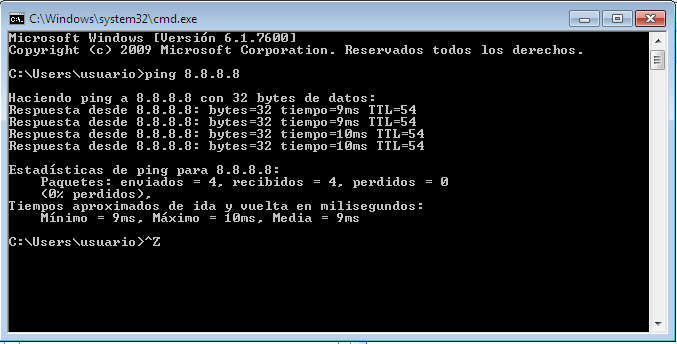 C:\Windows\system32\cmd.exe
Microsoft Windows [Versión 6.1.7600]
Copyright (c) 2009 Microsoft Corporation. Reservados todos los derechos.
C:\Users\usuario>ping 8.8.8.8
Haciendo ping a 8.8.8.8 con 32 bytes de datos:
Respuesta desde 8.8.8.8: bytes=32 tiempo=9ms TTL=54
Respuesta desde 8.8.8.8: bytes=32 tiempo=9ms TTL=54
Respuesta desde 8.8.8.8: bytes=32 tiempo=10ms TTL=54
Respuesta desde 8.8.8.8: bytes=32 tiempo=10ms TTL=54
Estadísticas de ping para 8.8.8.8:
    Paquetes: enviados = 4, recibidos = 4, perdidos = 0
    (0% perdidos),
Tiempos aproximados de ida y vuelta en milisegundos:
    Mínimo = 9ms, Máximo = 10ms, Media = 9ms
C:\Users\usuario>^Z